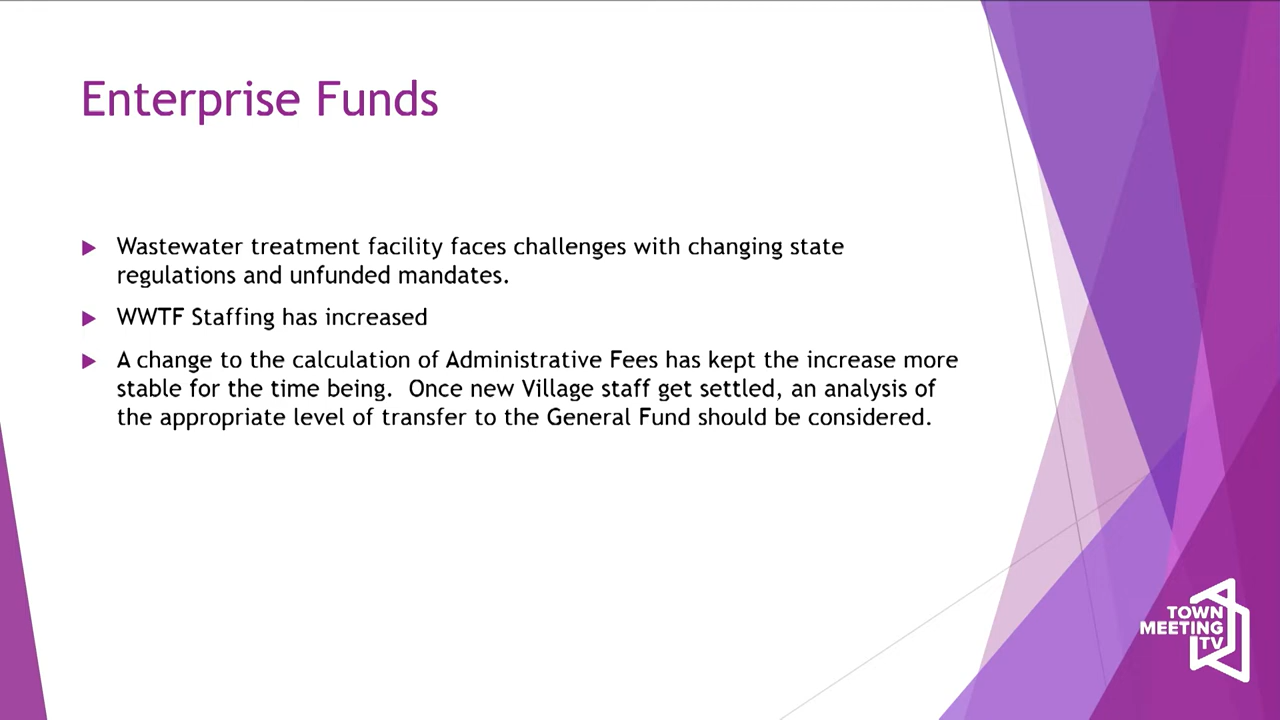 Enterprise Funds
Wastewater treatment facility faces challenges with changing state
regulations and unfunded mandates.
WWTF Staffing has increased
A change to the calculation of Administrative Fees has kept the increase more
stable for the time being.  Once new Village staff get settled, an analysis of
the appropriate level of transfer to the General Fund should be considered.
TOWN
MEETING
TV